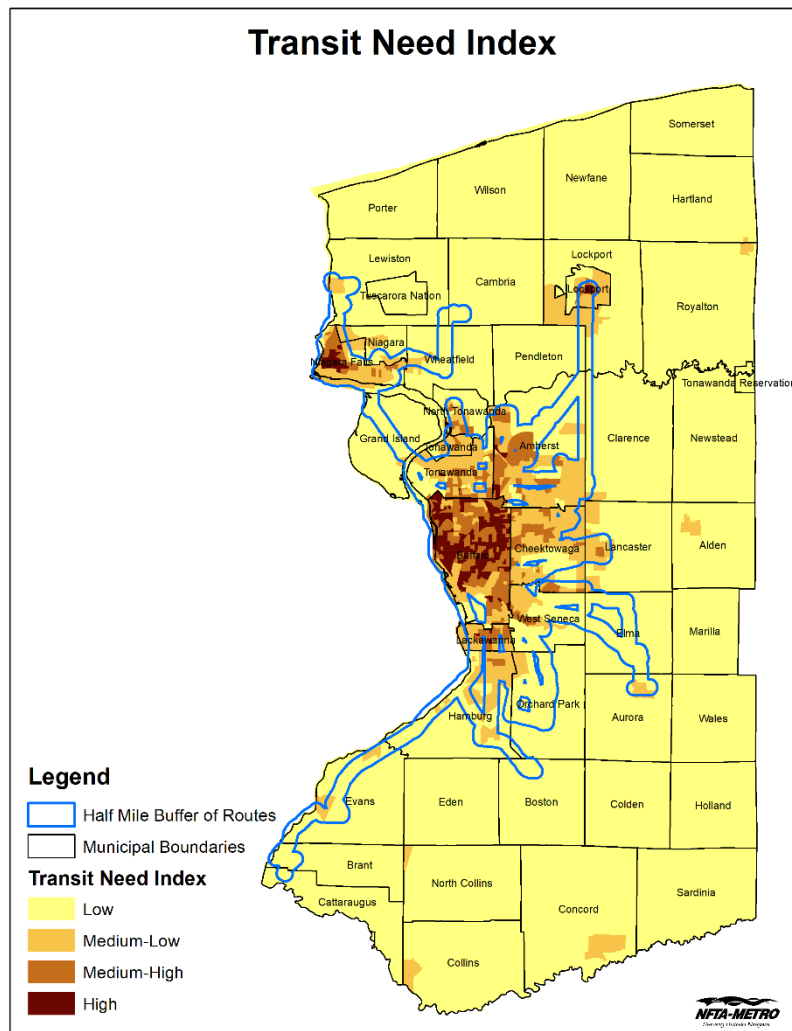 Transit Need Index
Somerset
Newfane
Wilson
Hartland
Porter
Lewiston
Lockport
Cambria
Tuscarora Nation
Lockport
Royalton
Niagara
Niagara Falls
Wheatfield
Pendleton
Tonawanda Reservation
North Tonawanda
Grand Island
Amherst
Clarence
Newstead
Tonawanda
Tonawanda
Alden
Buffalo
Cheektowaga
Lancaster
West Seneca
Elma
Marilla
Lackawanna
Orchard Park
Hamburg
Aurora
Wales
Legend
Half Mile Buffer of Routes
Municipal Boundaries
Transit Need Index
Low
Medium-Low
Medium-High
High
Evans
Eden
Boston
Colden
Holland
Brant
North Collins
Sardinia
Cattaraugus
Concord
Collins
NFTA-METRO